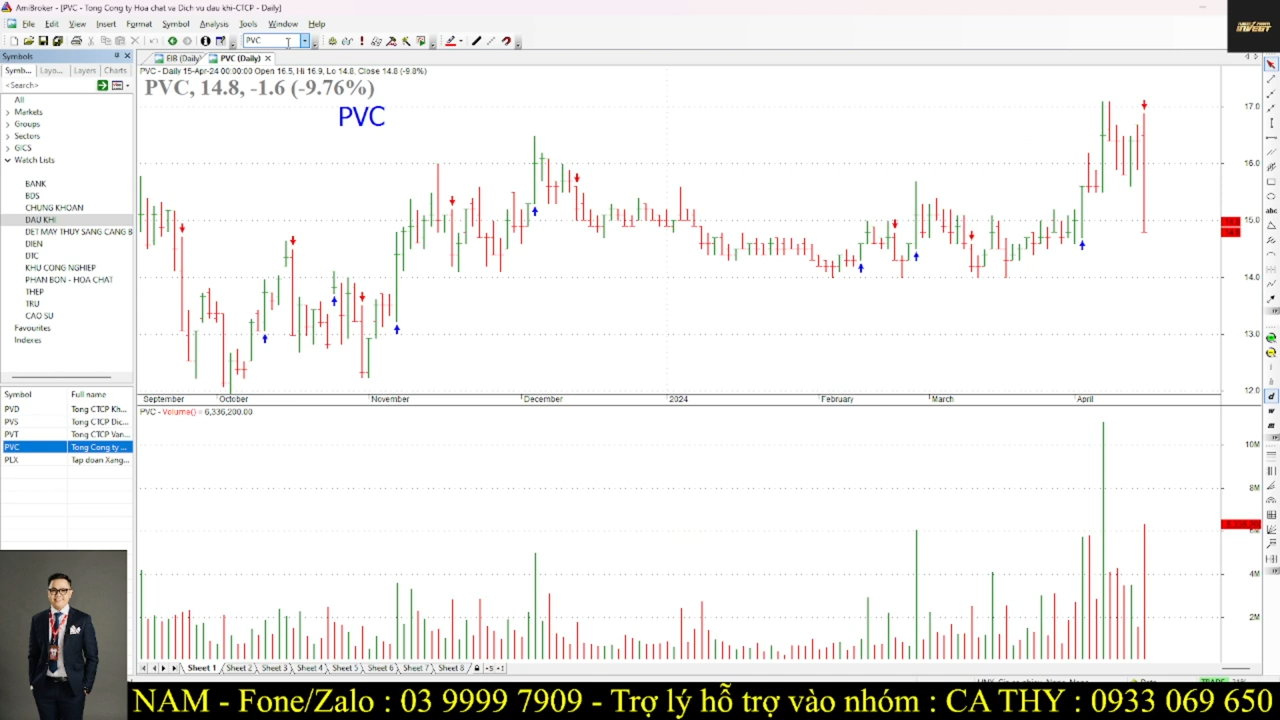 AmiBroker - [PVC - Tong Cong ty Hoa chat va Dich vu dau khi-CTCP - Daily]
File Edit View Insert Format Symbol Analysis Tools Window Help
PVC
INVEST
Symbols
EIB (Daily)
PVC (Daily)
Symb... Layo... Layers Charts
PVC - Daily 15-Apr-24 00:00:00 Open 16.5, Hi 16.9, Lo 14.8, Close 14.8 (-9.8%)
<Search>
PVC, 14.8, -1.6 (-9.76%)
PVC
All
Markets
Groups
Sectors
GICS
Watch Lists
BANK
BDS
CHUNG KHOAN
DAU KHI
DET MAY THUY SANG CANG B
DIEN
DTC
KHU CONG NGHIEP
PHAN BON - HOA CHAT
THEP
TRU
CAO SU
Favourites
Indexes
17.0
16.0
15.0
14.0
13.0
12.0
September October November December 2024 February March April
Symbol Full name
PVD Tong CTCP Kh...
PVS Tong CTCP Dic...
PVT Tong CTCP Van...
PVC Tong Cong ty ...
PLX Tap doan Xang...
PVC - Volume() = 6,336,200.00
10M
8M
6M
4M
2M
Sheet 1 Sheet 2 Sheet 3 Sheet 4 Sheet 5 Sheet 6 Sheet 7 Sheet 8
NAM - Fone/Zalo : 03 9999 7909 - Trợ lý hỗ trợ vào nhóm : CA THY : 0933 069 650